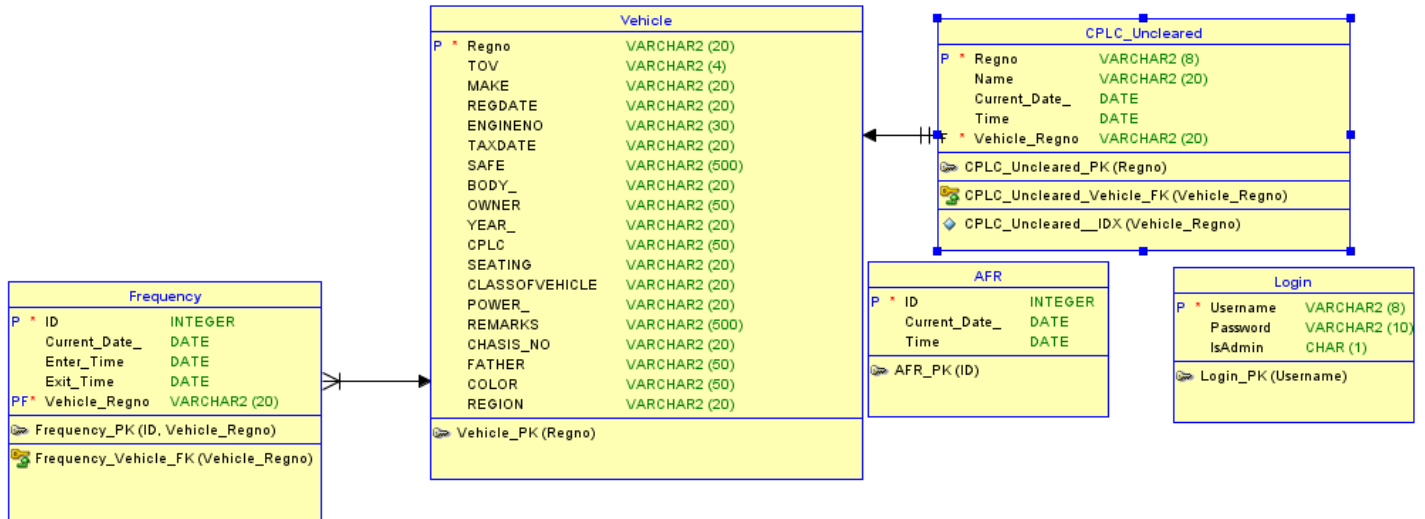 Vehicle
P * Regno VARCHAR2 (20)
TOV VARCHAR2 (4)
MAKE VARCHAR2 (20)
REGDATE VARCHAR2 (20)
ENGINENO VARCHAR2 (30)
TAXDATE VARCHAR2 (20)
SAFE VARCHAR2 (500)
BODY_ VARCHAR2 (20)
OWNER VARCHAR2 (50)
YEAR_ VARCHAR2 (20)
CPLC VARCHAR2 (50)
SEATING VARCHAR2 (20)
CLASSOFVEHICLE VARCHAR2 (20)
POWER_ VARCHAR2 (20)
REMARKS VARCHAR2 (500)
CHASIS_NO VARCHAR2 (20)
FATHER VARCHAR2 (50)
COLOR VARCHAR2 (50)
REGION VARCHAR2 (20)
Vehicle_PK (Regno)
CPLC_Uncleared
P * Regno VARCHAR2 (8)
Name VARCHAR2 (20)
Current_Date_ DATE
Time DATE
F * Vehicle_Regno VARCHAR2 (20)
CPLC_Uncleared_PK (Regno)
CPLC_Uncleared_Vehicle_FK (Vehicle_Regno)
CPLC_Uncleared__IDX (Vehicle_Regno)
Frequency
P * ID INTEGER
Current_Date_ DATE
Enter_Time DATE
Exit_Time DATE
PF* Vehicle_Regno VARCHAR2 (20)
Frequency_PK (ID, Vehicle_Regno)
Frequency_Vehicle_FK (Vehicle_Regno)
AFR
P * ID INTEGER
Current_Date_ DATE
Time DATE
AFR_PK (ID)
Login
P * Username VARCHAR2 (8)
Password VARCHAR2 (10)
IsAdmin CHAR (1)
Login_PK (Username)